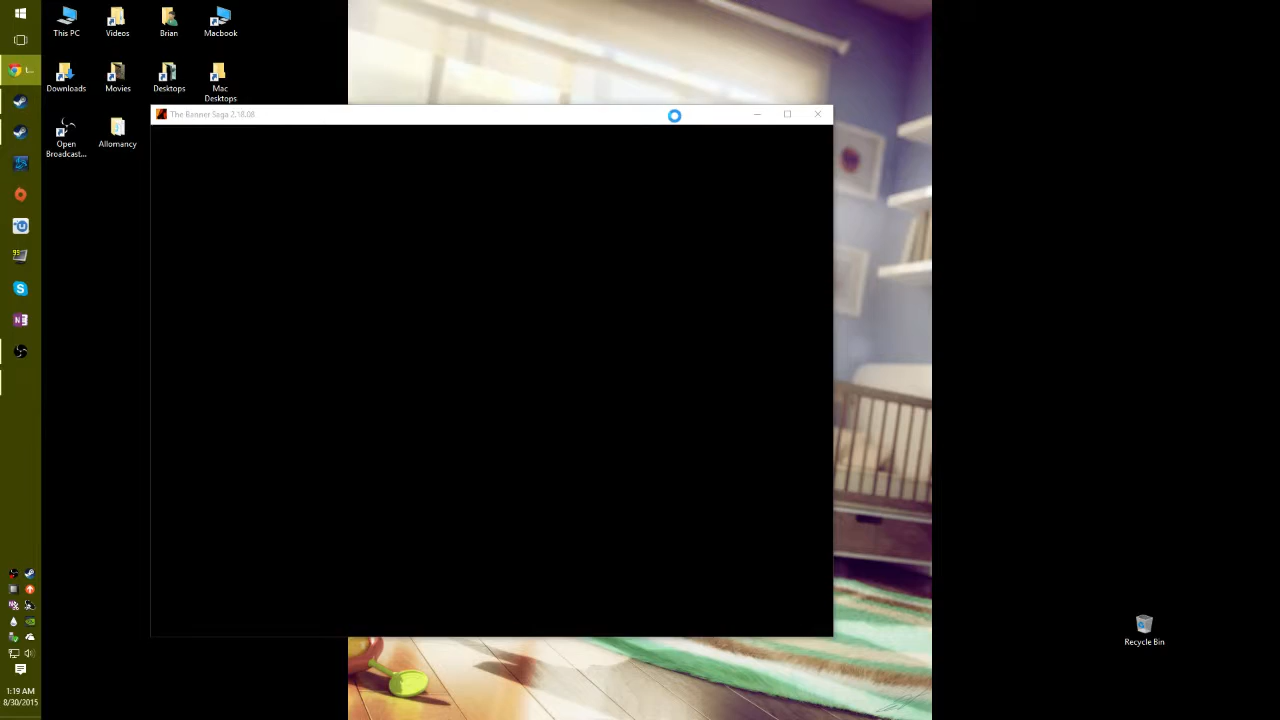 This PC
Videos
Brian
Macbook
Downloads
Movies
Desktops
Mac
Desktops
The Banner Saga 2.18.08
Open
Broadcast...
Allomancy
Recycle Bin
1:19 AM
8/30/2015